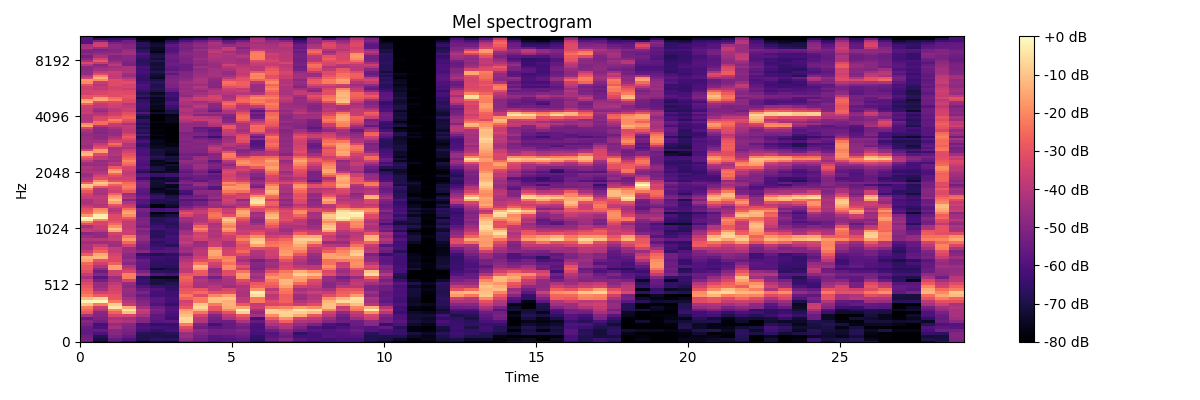 Mel spectrogram
Hz
8192
4096
2048
1024
512
0
0 5 10 15 20 25
Time
+0 dB
-10 dB
-20 dB
-30 dB
-40 dB
-50 dB
-60 dB
-70 dB
-80 dB